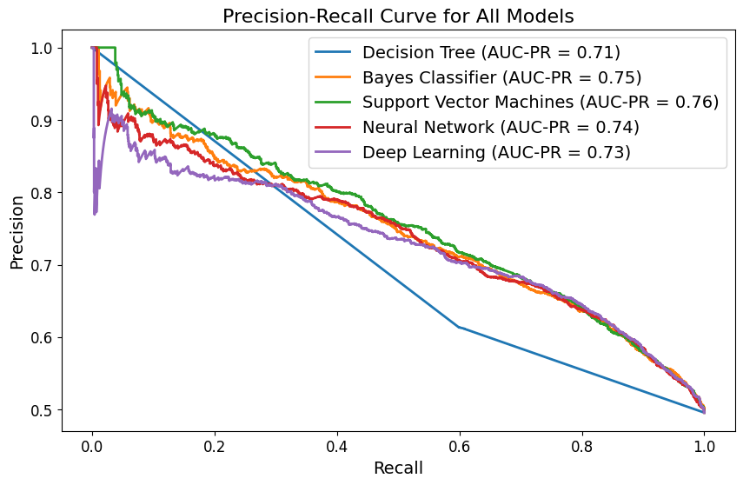 Precision-Recall Curve for All Models
1.0
0.9
0.8
0.7
0.6
0.5
Precision
Decision Tree (AUC-PR = 0.71)
Bayes Classifier (AUC-PR = 0.75)
Support Vector Machines (AUC-PR = 0.76)
Neural Network (AUC-PR = 0.74)
Deep Learning (AUC-PR = 0.73)
0.0 0.2 0.4 0.6 0.8 1.0
Recall